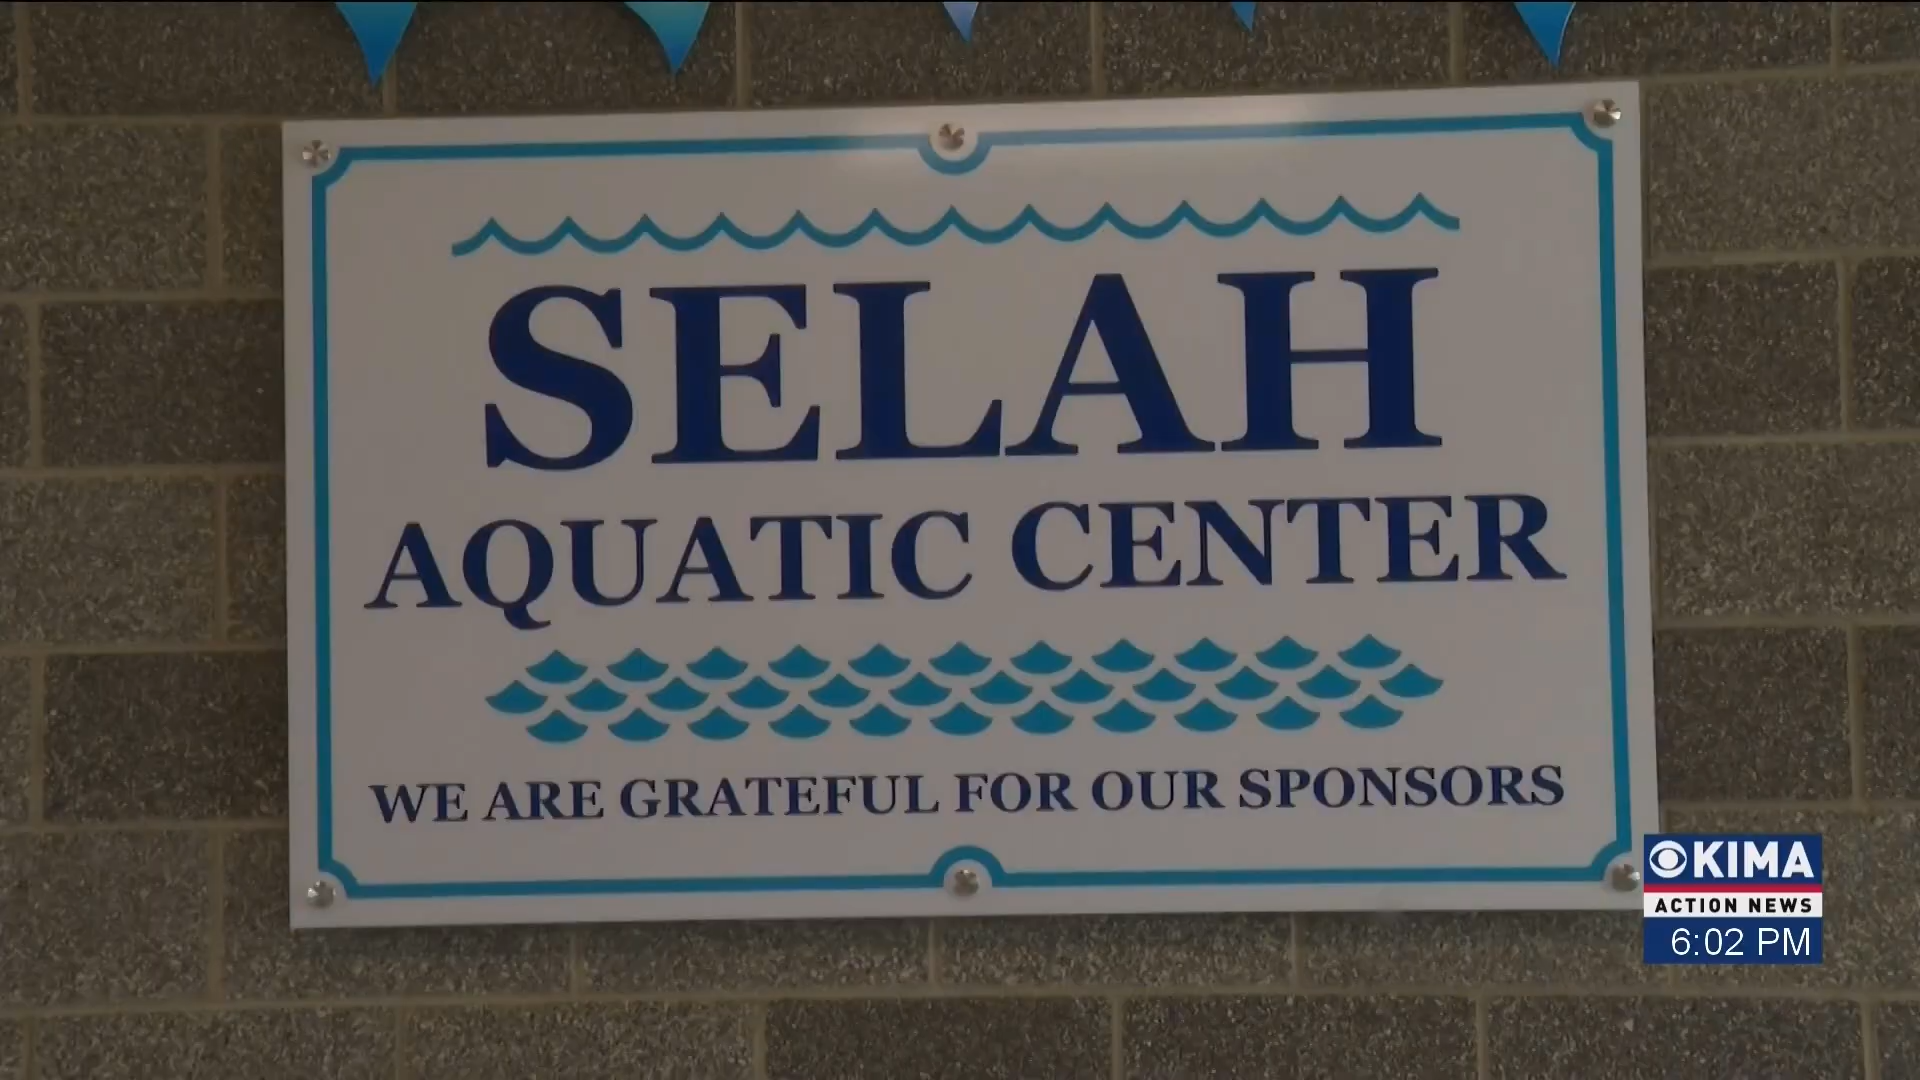 SELAH
AQUATIC CENTER
WE ARE GRATEFUL FOR OUR SPONSORS
KIMA
ACTION NEWS
6:02 PM